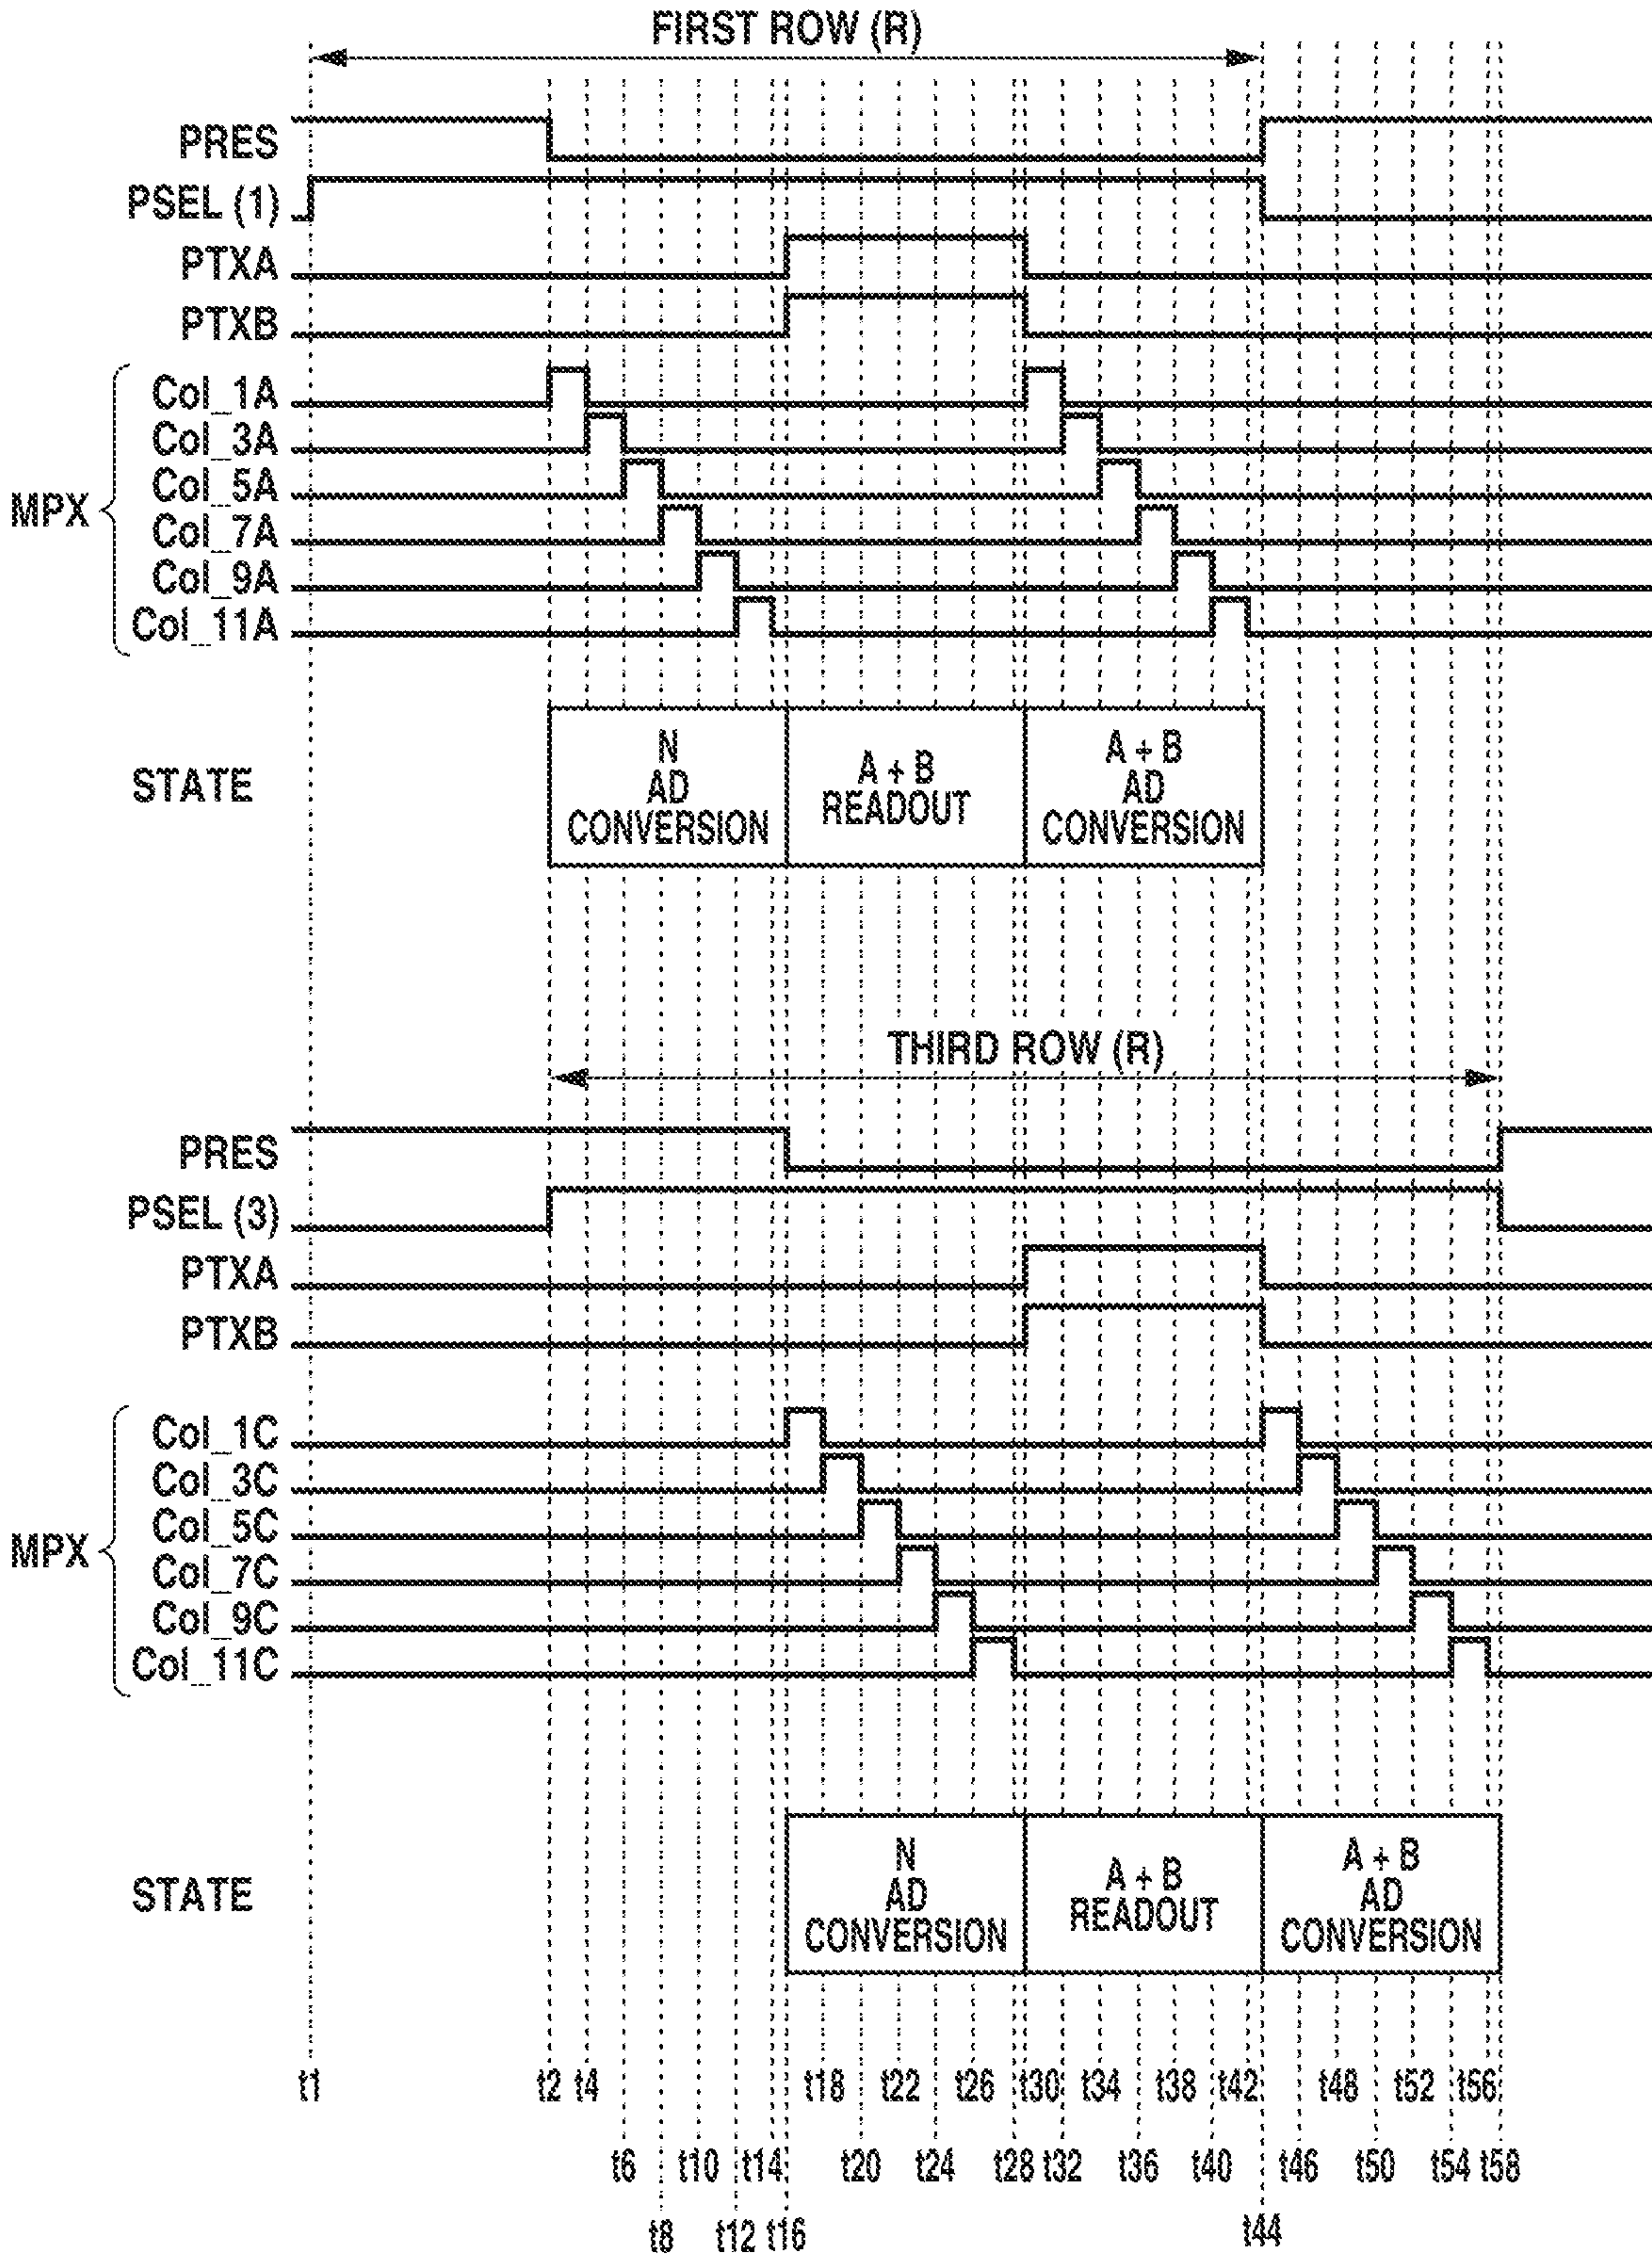 FIRST ROW (R)
PRES
PSEL (1)
PTXA
PTXB
MPX
Col_1A
Col_3A
Col_5A
Col_7A
Col_9A
Col_11A
STATE
N
AD
CONVERSION
A + B
READOUT
A + B
AD
CONVERSION
THIRD ROW (R)
PRES
PSEL (3)
PTXA
PTXB
MPX
Col_1C
Col_3C
Col_5C
Col_7C
Col_9C
Col_11C
STATE
N
AD
CONVERSION
A + B
READOUT
A + B
AD
CONVERSION
t1 t2 t4 t18 t22 t26 t30 t34 t38 t42 t48 t52 t56
t6 t10 t14 t20 t24 t28 t32 t36 t40 t46 t50 t54 t58
t8 t12 t16 t44